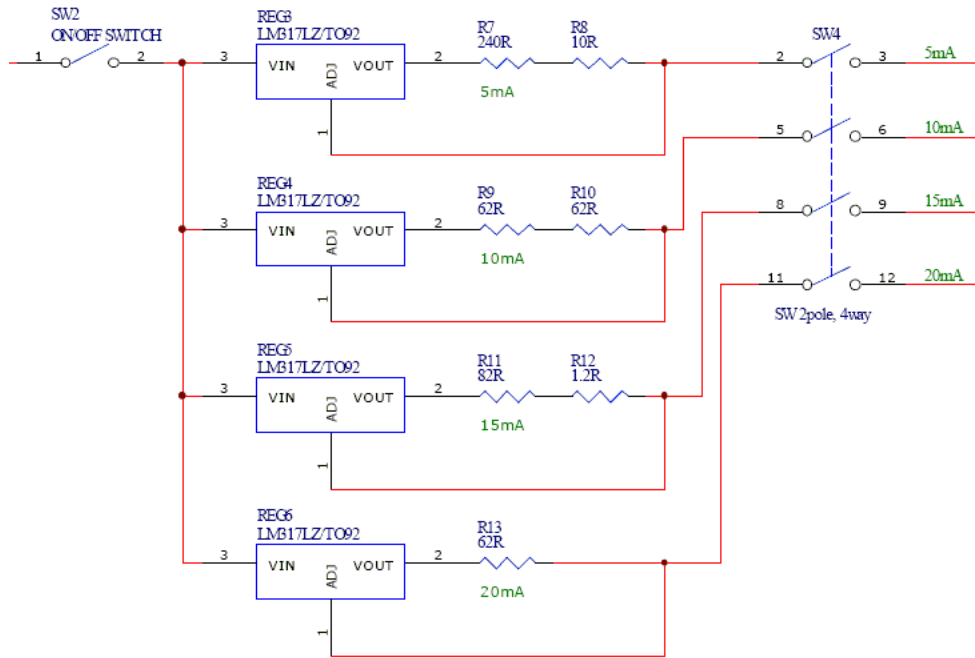 SW2
ON/OFF SWITCH
1 2
REG3
LM317LZ/TO92
3 VIN ADJ VOUT 2
1
R7
240R
R8
10R
5mA
REG4
LM317LZ/TO92
3 VIN ADJ VOUT 2
1
R9
62R
R10
62R
10mA
REG5
LM317LZ/TO92
3 VIN ADJ VOUT 2
1
R11
82R
R12
1.2R
15mA
REG6
LM317LZ/TO92
3 VIN ADJ VOUT 2
1
R13
62R
20mA
SW4
2 3 5mA
5 6 10mA
8 9 15mA
11 12 20mA
SW 2pole, 4way